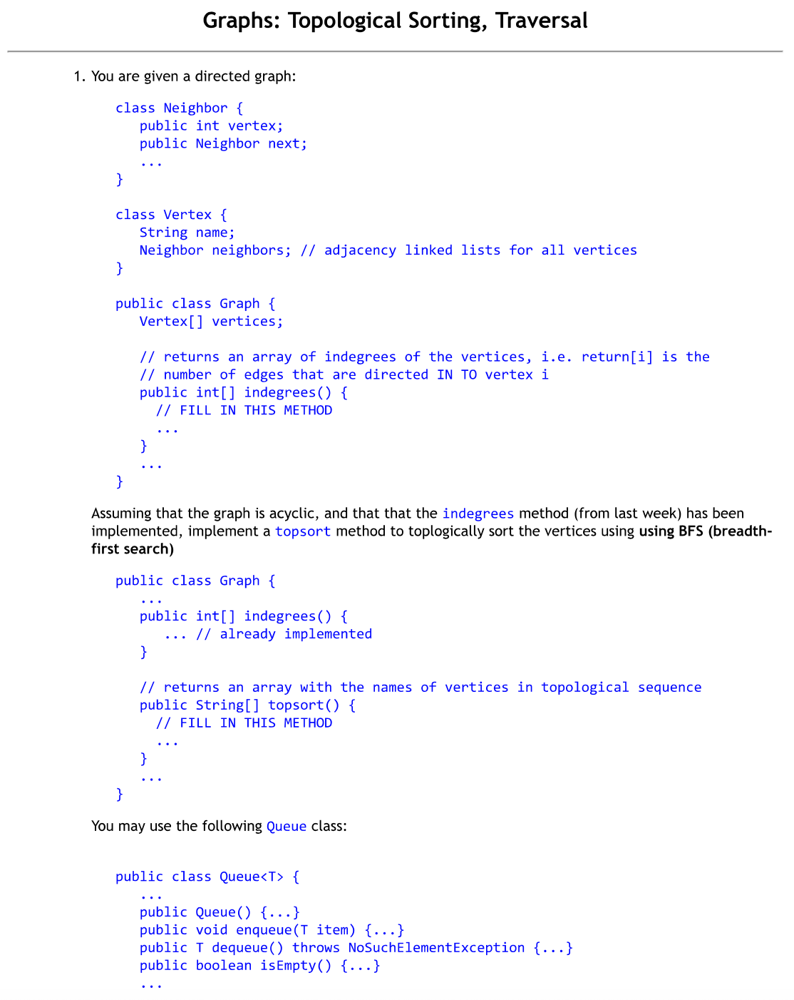 Graphs: Topological Sorting, Traversal
1. You are given a directed graph:
class Neighbor {
   public int vertex;
   public Neighbor next;
   ...
}
class Vertex {
   String name;
   Neighbor neighbors; // adjacency linked lists for all vertices
}
public class Graph {
   Vertex[] vertices;
   // returns an array of indegrees of the vertices, i.e. return[i] is the
   // number of edges that are directed IN TO vertex i
   public int[] indegrees() {
     // FILL IN THIS METHOD
     ...
   }
   ...
}
Assuming that the graph is acyclic, and that that the indegrees method (from last week) has been
implemented, implement a topsort method to toplogically sort the vertices using using BFS (breadth-
first search)
public class Graph {
   ...
   public int[] indegrees() {
      ... // already implemented
   }
   // returns an array with the names of vertices in topological sequence
   public String[] topsort() {
     // FILL IN THIS METHOD
     ...
   }
   ...
}
You may use the following Queue class:
public class Queue<T> {
   ...
   public Queue() {...}
   public void enqueue(T item) {...}
   public T dequeue() throws NoSuchElementException {...}
   public boolean isEmpty() {...}
   ...